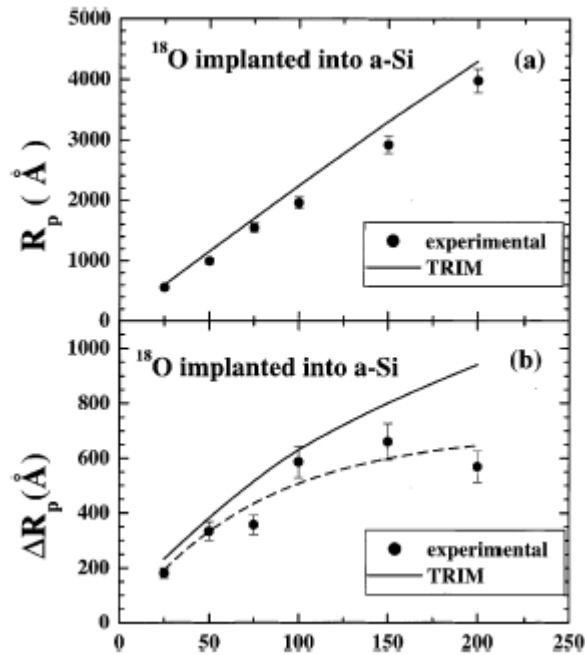 5000
4000
3000
2000
1000
0
R_p (Å)
¹⁸O implanted into a-Si
(a)
experimental
TRIM
1000
800
600
400
200
0
ΔR_p(Å)
¹⁸O implanted into a-Si
(b)
experimental
TRIM
0 50 100 150 200 250